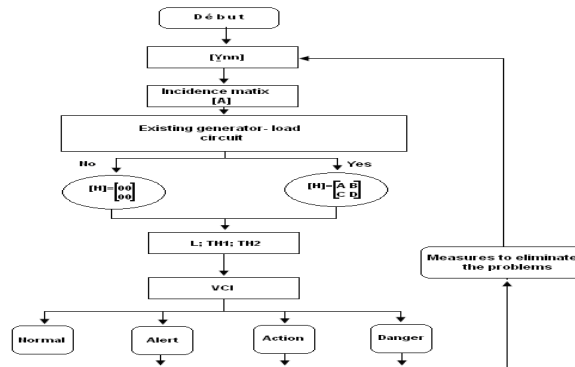 Début
[Ynn]
Incidence matix
[A]
Existing generator- load
circuit
No
Yes
[H]=[00
00]
[H]=[A B
C D]
L; TH1; TH2
VCI
Measures to eliminate
the problems
Normal
Alert
Action
Danger